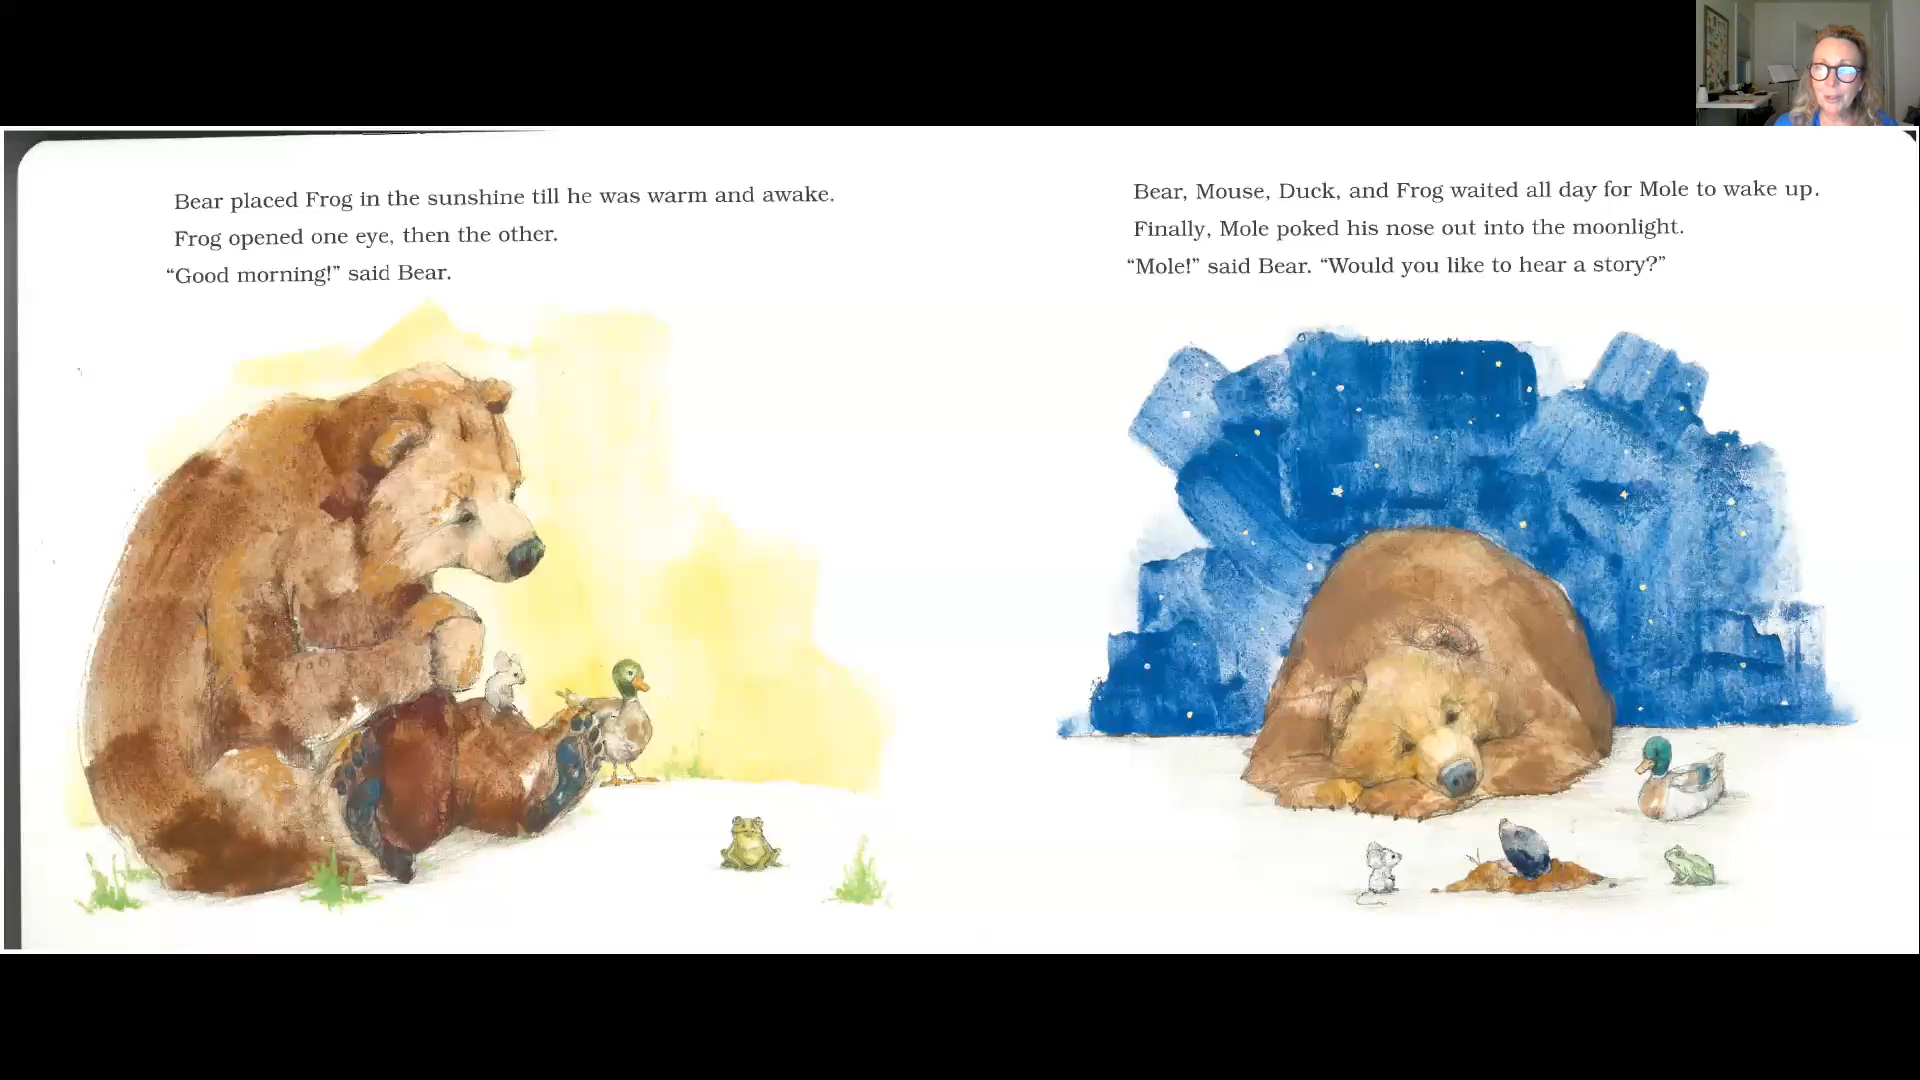 Bear placed Frog in the sunshine till he was warm and awake.
Frog opened one eye, then the other.
“Good morning!” said Bear.
Bear, Mouse, Duck, and Frog waited all day for Mole to wake up.
Finally, Mole poked his nose out into the moonlight.
“Mole!” said Bear. “Would you like to hear a story?”